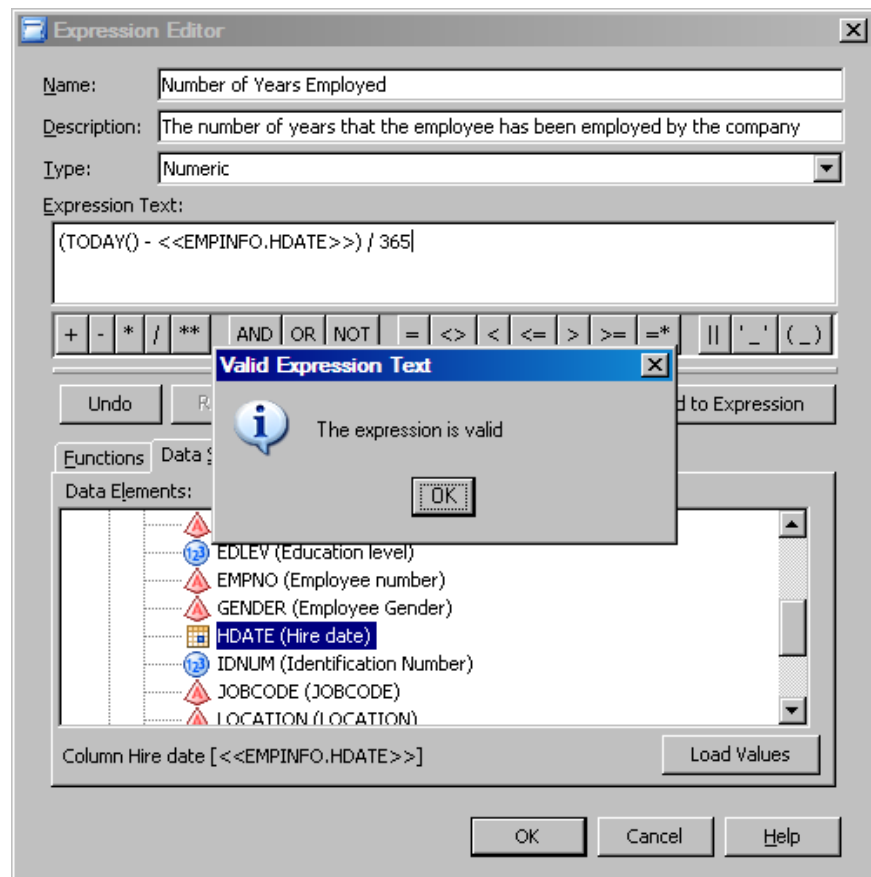 Expression Editor
Name: Number of Years Employed
Description: The number of years that the employee has been employed by the company
Type: Numeric
Expression Text:
(TODAY() - <<EMPINFO.HDATE>>) / 365
+ - * / ** AND OR NOT = <> < <= > >= =* || '_' (_)
Valid Expression Text
Undo
to Expression
The expression is valid
Functions Data
OK
Data Elements:
EDLEV (Education level)
EMPNO (Employee number)
GENDER (Employee Gender)
HDATE (Hire date)
IDNUM (Identification Number)
JOBCODE (JOBCODE)
LOCATION (LOCATION)
Column Hire date [<<EMPINFO.HDATE>>] Load Values
OK Cancel Help